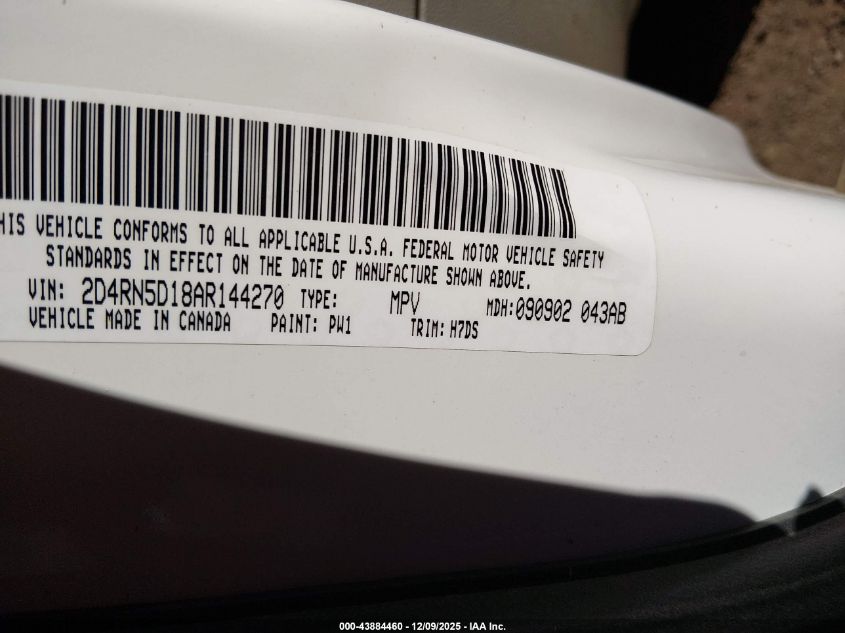 HIS VEHICLE CONFORMS TO ALL APPLICABLE U.S.A. FEDERAL MOTOR VEHICLE SAFETY
STANDARDS IN EFFECT ON THE DATE OF MANUFACTURE SHOWN ABOVE.
VIN: 2D4RN5D18AR144270 TYPE: MPV MDH:090902 043AB
VEHICLE MADE IN CANADA PAINT: PW1 TRIM: H7DS
000-43884460 - 12/09/2025 - IAA Inc.